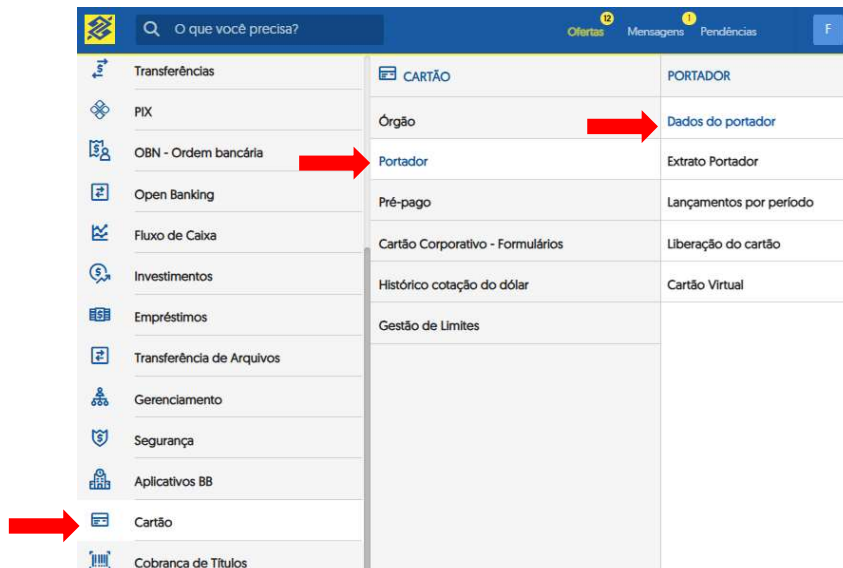 O que você precisa?
12
Ofertas
1
Mensagens
Pendências
F
Transferências
PIX
OBN - Ordem bancária
Open Banking
Fluxo de Caixa
Investimentos
Empréstimos
Transferência de Arquivos
Gerenciamento
Segurança
Aplicativos BB
Cartão
Cobrança de Títulos
CARTÃO
Órgão
Portador
Pré-pago
Cartão Corporativo - Formulários
Histórico cotação do dólar
Gestão de Limites
PORTADOR
Dados do portador
Extrato Portador
Lançamentos por período
Liberação do cartão
Cartão Virtual